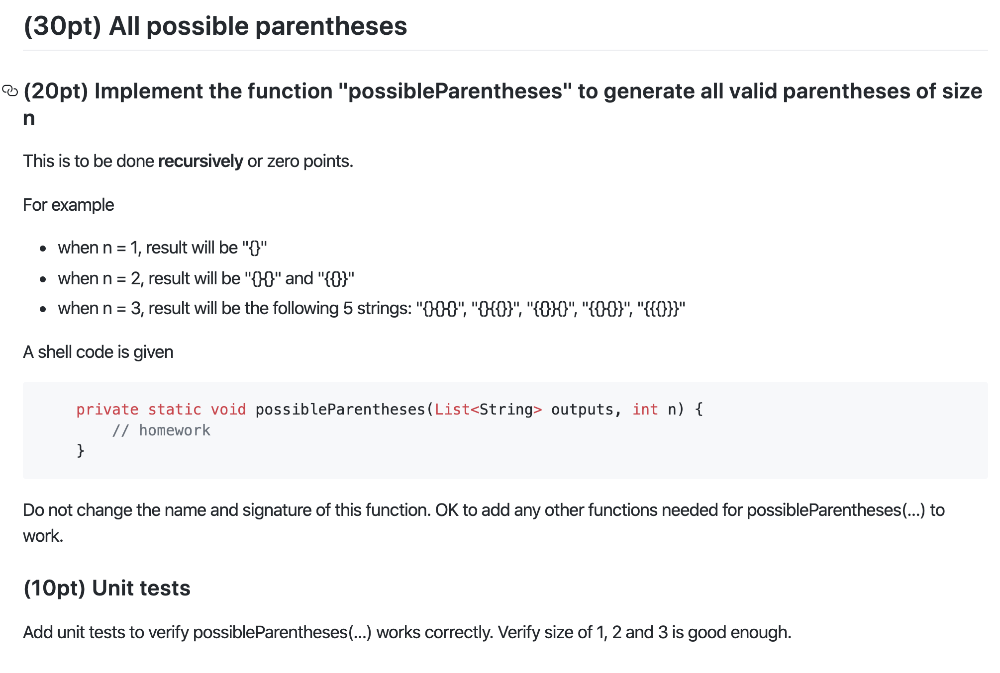 (30pt) All possible parentheses
(20pt) Implement the function "possibleParentheses" to generate all valid parentheses of size
n
This is to be done recursively or zero points.
For example
• when n = 1, result will be "{}"
• when n = 2, result will be "{}{}" and "{{}}"
• when n = 3, result will be the following 5 strings: "{}{}{}", "{}{{}}", "{{}}{}", "{{}{}}", "{{{}}}"
A shell code is given
private static void possibleParentheses(List<String> outputs, int n) {
// homework
}
Do not change the name and signature of this function. OK to add any other functions needed for possibleParentheses(...) to
work.
(10pt) Unit tests
Add unit tests to verify possibleParentheses(...) works correctly. Verify size of 1, 2 and 3 is good enough.